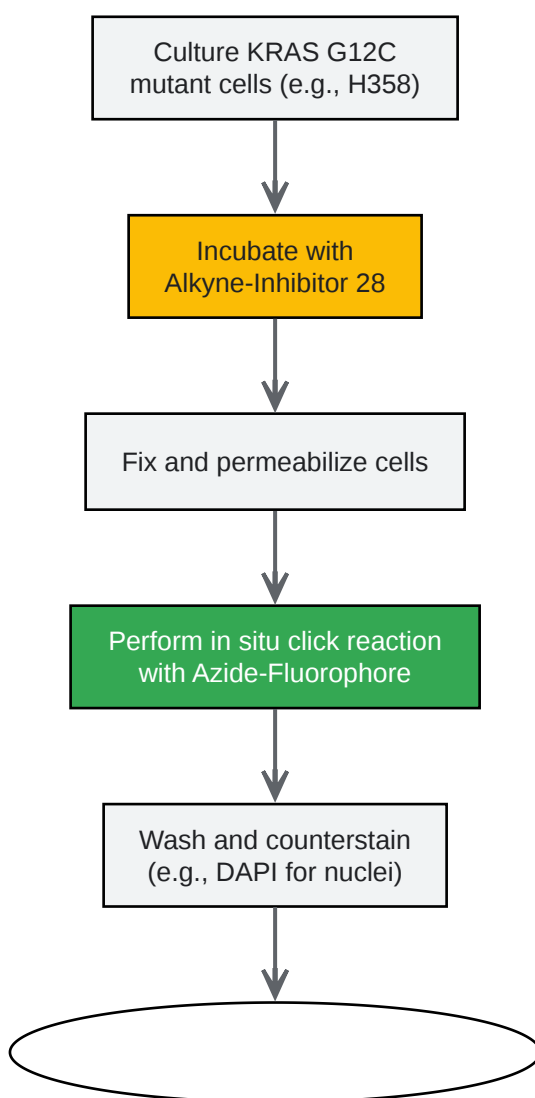 Culture KRAS G12C
mutant cells (e.g., H358)
Incubate with
Alkyne-Inhibitor 28
Fix and permeabilize cells
Perform in situ click reaction
with Azide-Fluorophore
Wash and counterstain
(e.g., DAPI for nuclei)